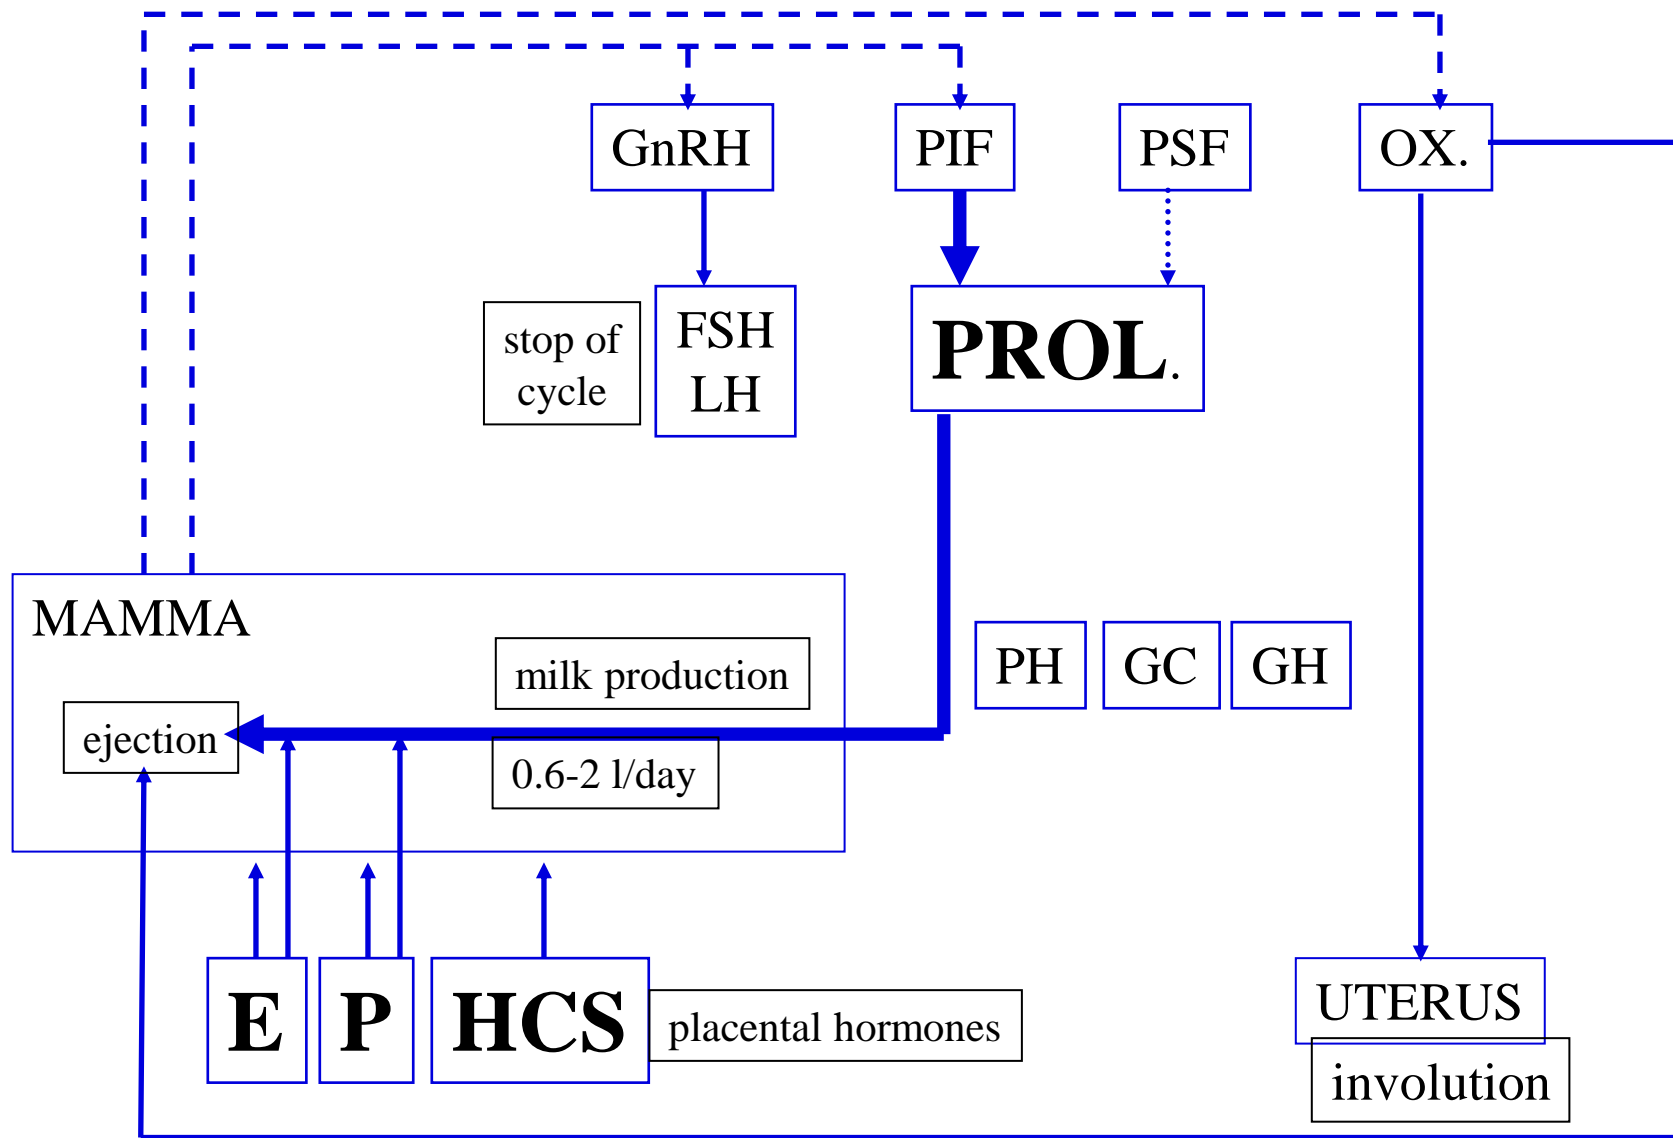 GnRH
PIF
PSF
OX.
stop of
cycle
FSH
LH
PROL.
MAMMA
milk production
PH
GC
GH
ejection
0.6-2 l/day
E
P
HCS
placental hormones
UTERUS
involution